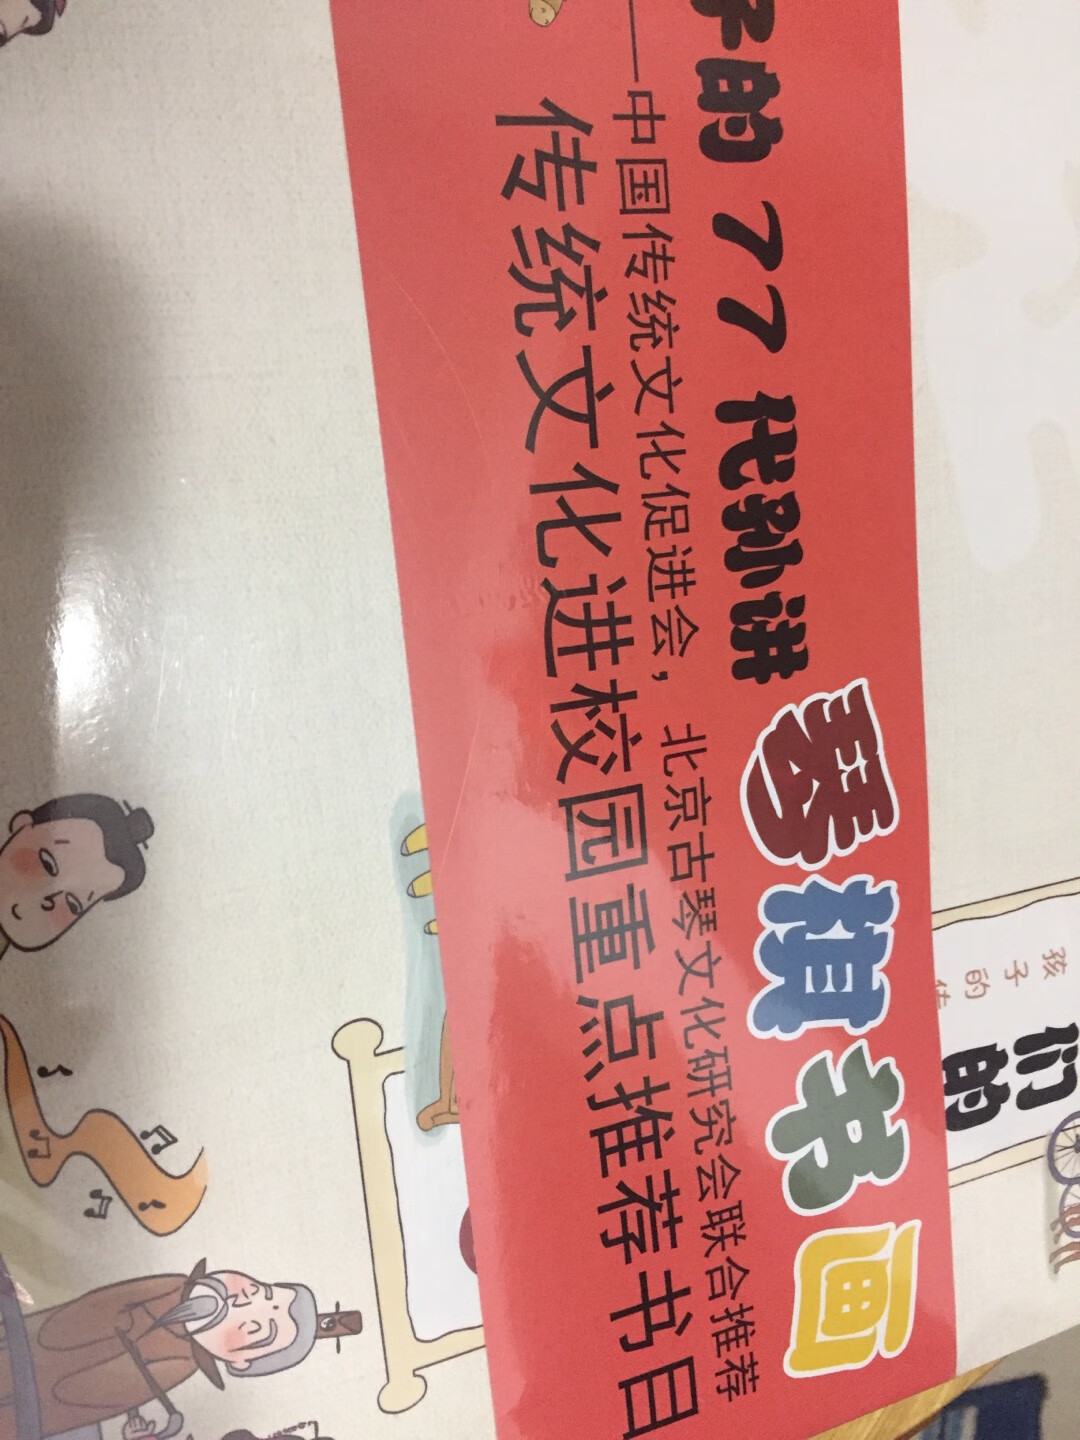 的77代孙讲琴棋书画
——中国传统文化促进会，北京古琴文化研究会联合推荐
传统文化进校园重点推荐书目
孩子的
们的